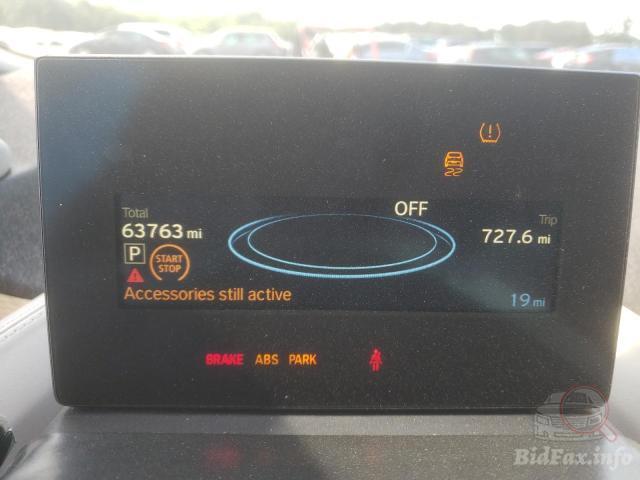 OFF
Total
Trip
63763 mi
727.6 mi
P
START
STOP
Accessories still active
19 mi
BRAKE ABS PARK
BidFax.info